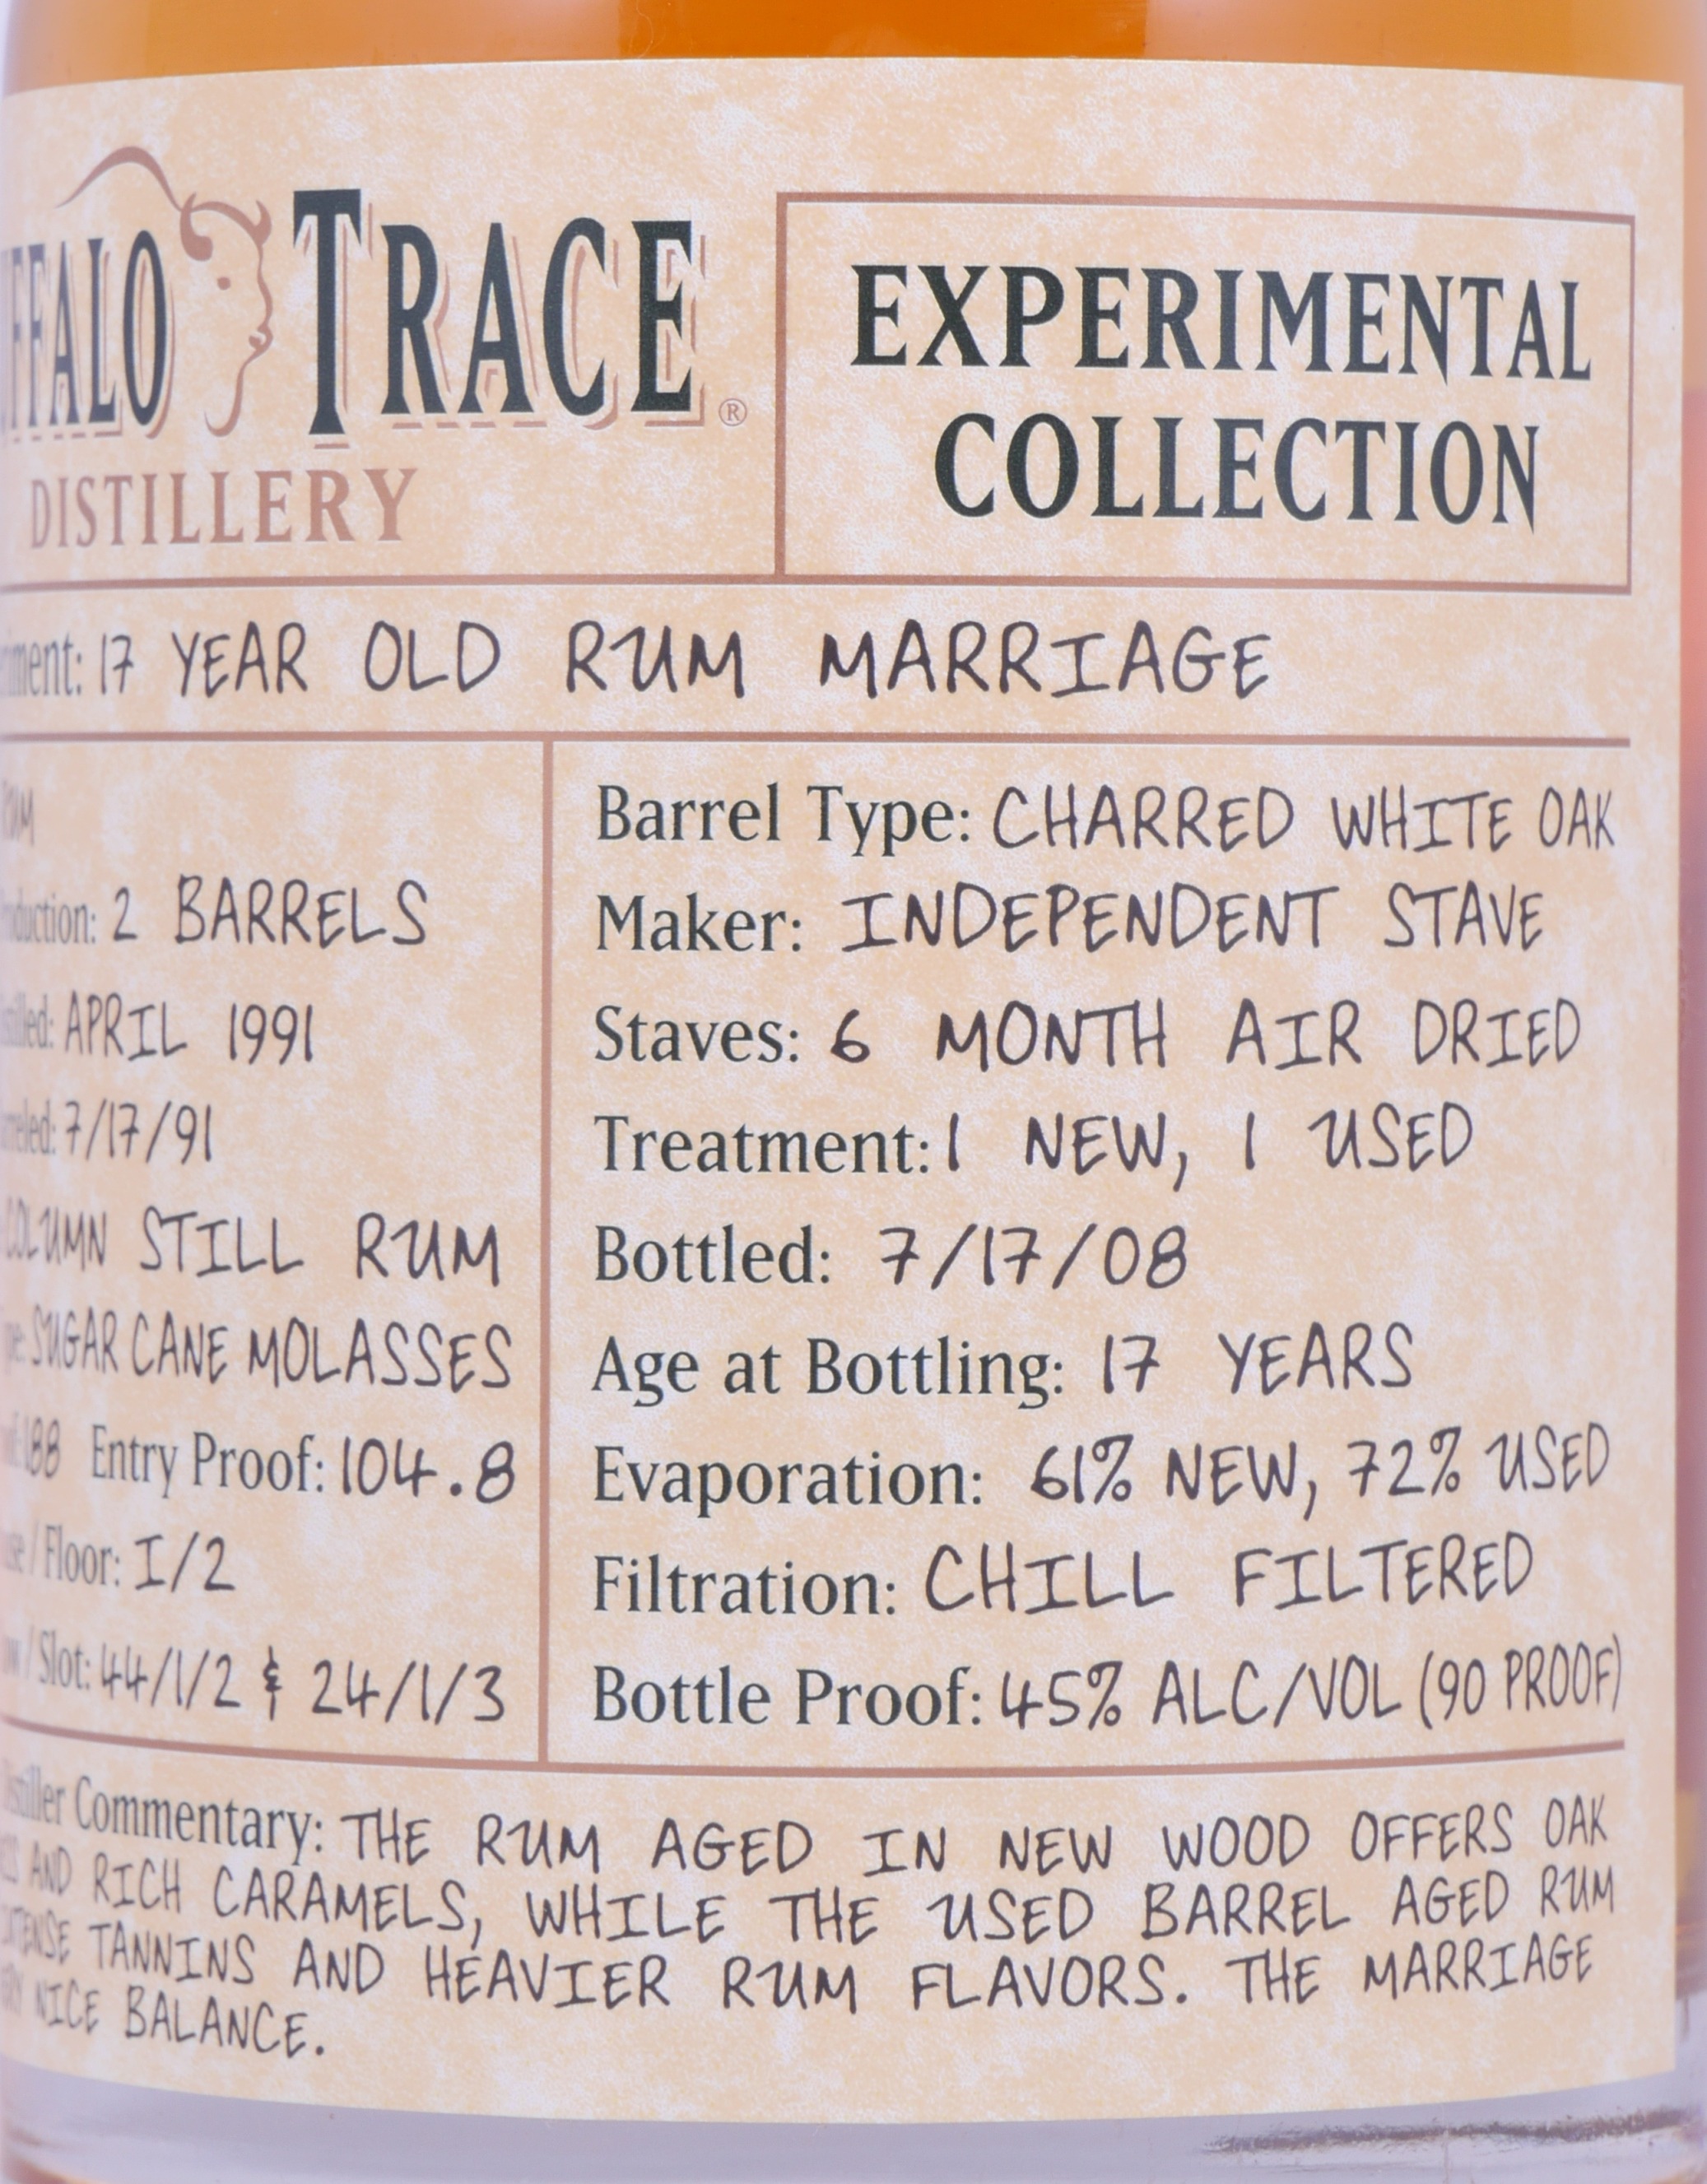 BUFFALO TRACE ®
DISTILLERY
EXPERIMENTAL
COLLECTION
17 YEAR OLD RUM MARRIAGE
RUM
2 BARRELS
APRIL 1991
7/17/91
COLUMN STILL RUM
SUGAR CANE MOLASSES
188 Entry Proof: 104.8
/ Floor: I/2
/ Slot: 44/1/2 & 24/1/3
Barrel Type: CHARRED WHITE OAK
Maker: INDEPENDENT STAVE
Staves: 6 MONTH AIR DRIED
Treatment: 1 NEW, 1 USED
Bottled: 7/17/08
Age at Bottling: 17 YEARS
Evaporation: 61% NEW, 72% USED
Filtration: CHILL FILTERED
Bottle Proof: 45% ALC/VOL (90 PROOF)
Distiller Commentary: THE RUM AGED IN NEW WOOD OFFERS OAK
AND RICH CARAMELS, WHILE THE USED BARREL AGED RUM
TANNINS AND HEAVIER RUM FLAVORS. THE MARRIAGE
NICE BALANCE.